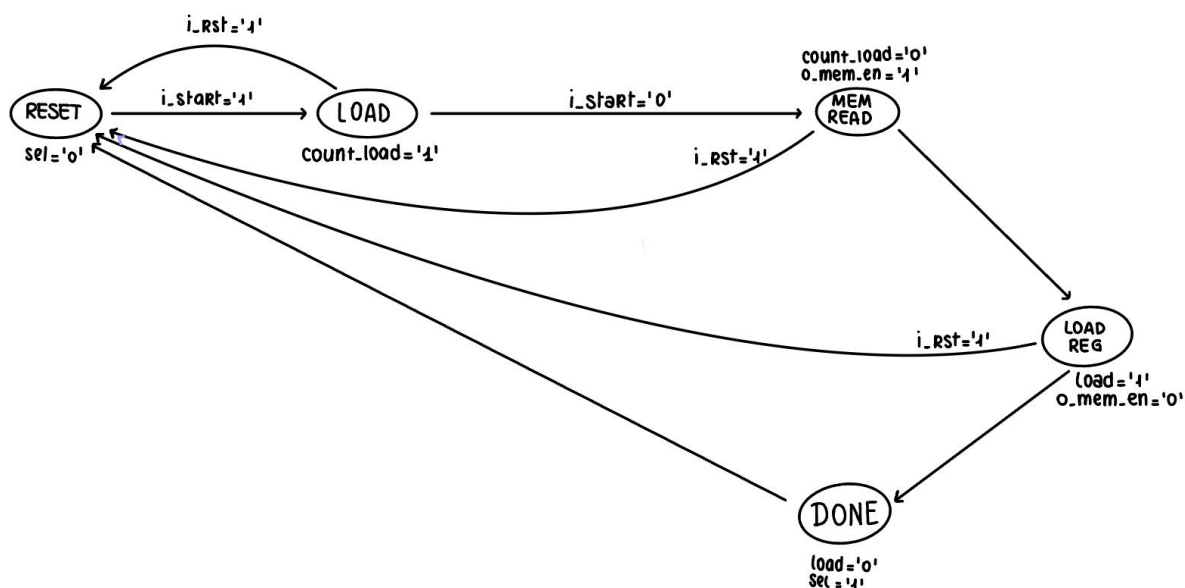 i_RSt='1'
RESET
i_start='1'
LOAD
i_start='0'
count_load='0'
o_mem_en='1'
MEM
READ
sel='0'
count_load='1'
i_RST='1'
i_RST='1'
LOAD
REG
load='1'
o_mem_en='0'
DONE
load='0'
sel='1'